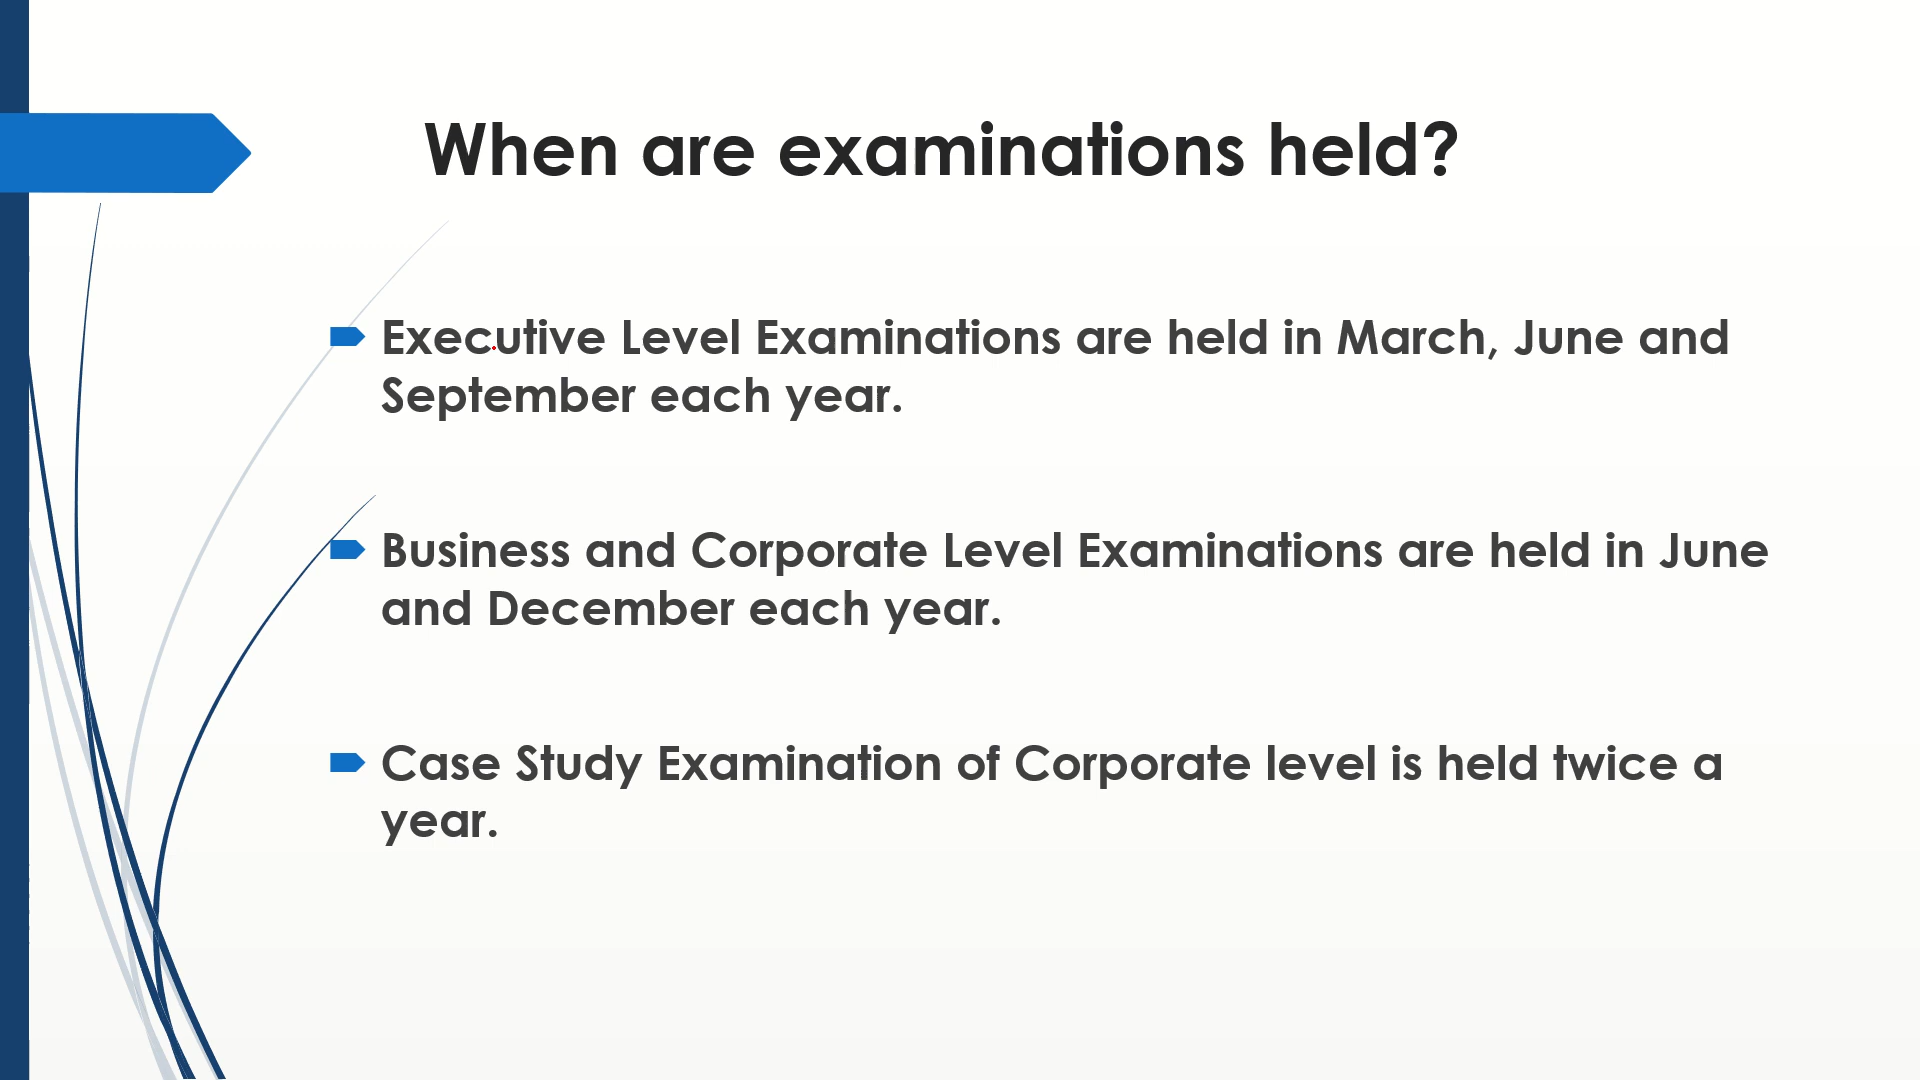 When are examinations held?
Executive Level Examinations are held in March, June and
September each year.
Business and Corporate Level Examinations are held in June
and December each year.
Case Study Examination of Corporate level is held twice a
year.